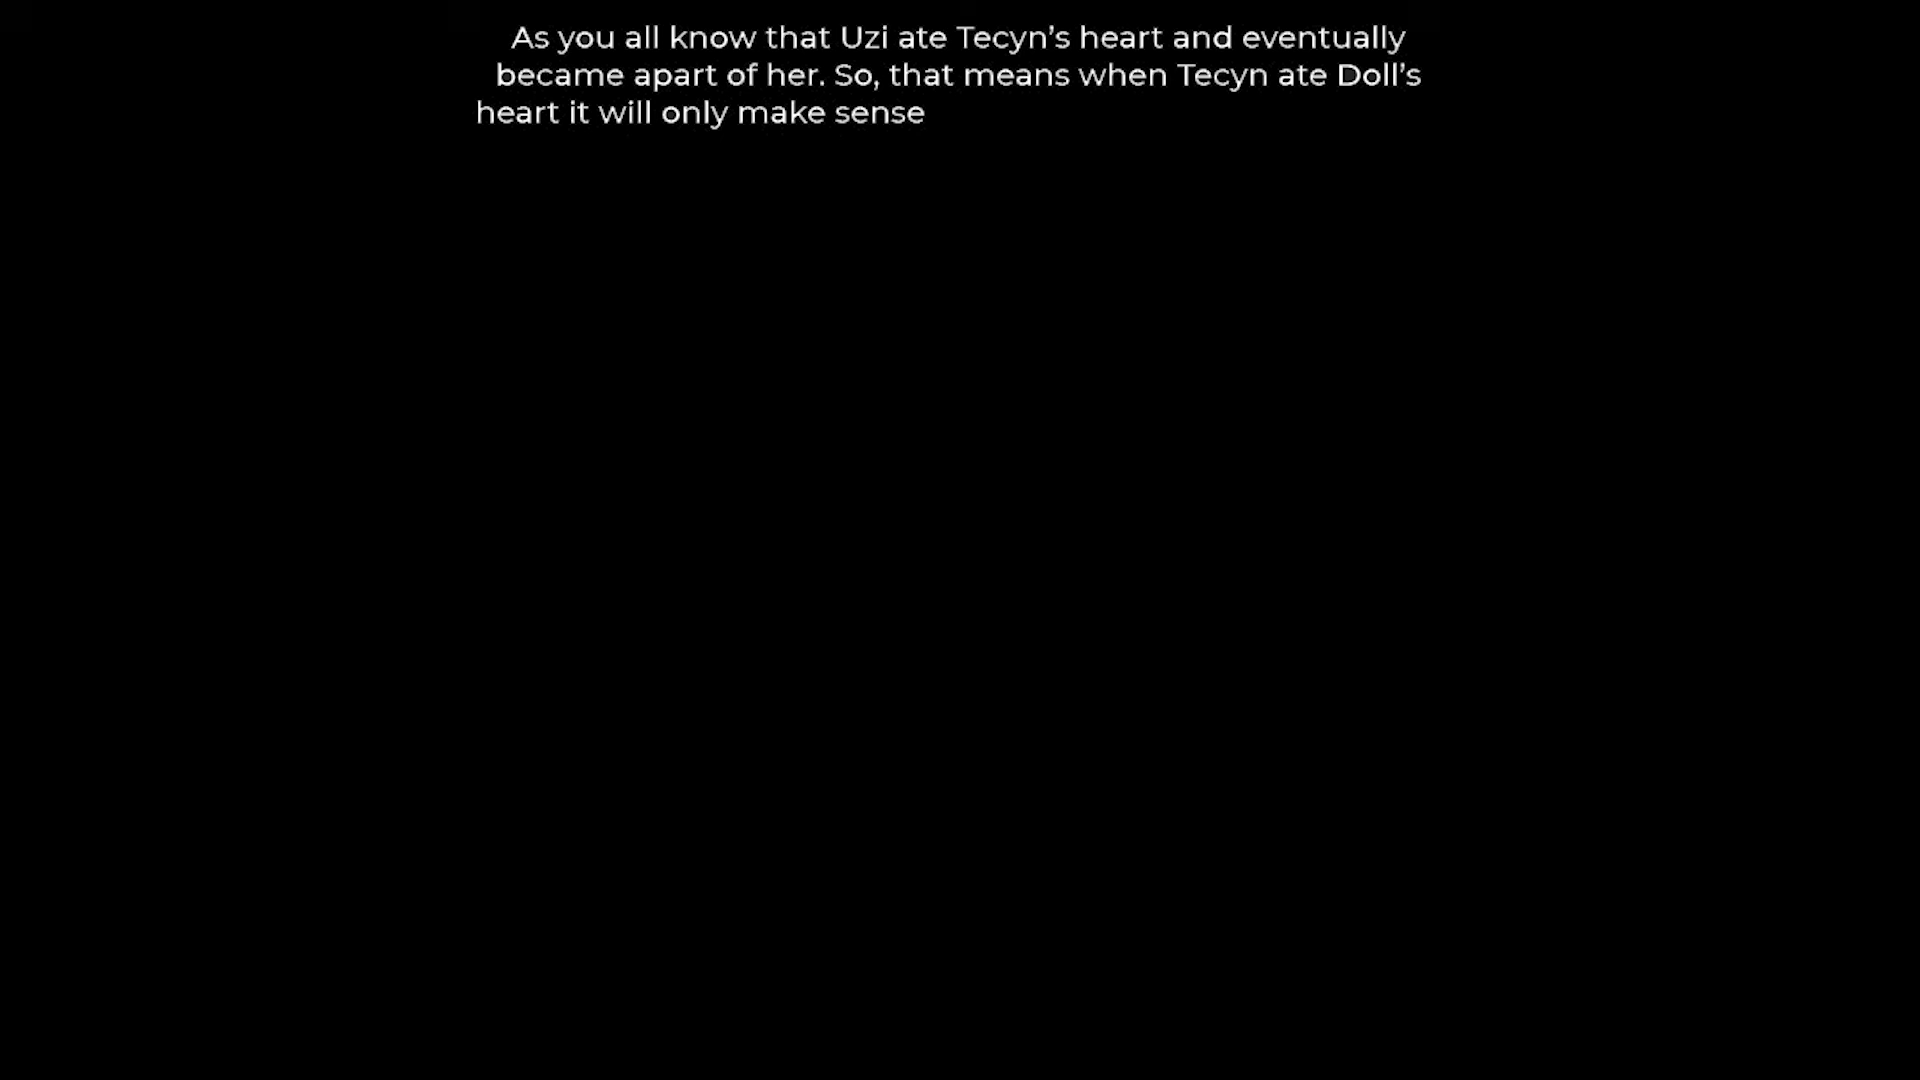 As you all know that Uzi ate Tecyn’s heart and eventually
became apart of her. So, that means when Tecyn ate Doll’s
heart it will only make sense